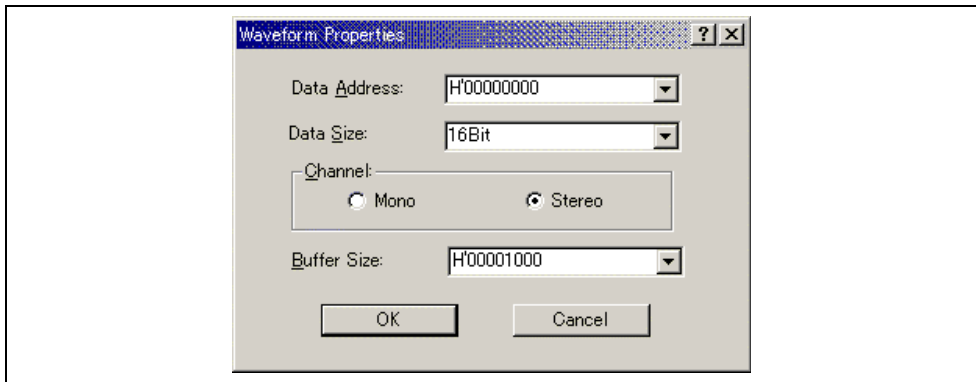 Waveform Properties
Data Address: H'00000000
Data Size: 16Bit
Channel:
Mono Stereo
Buffer Size: H'00001000
OK Cancel